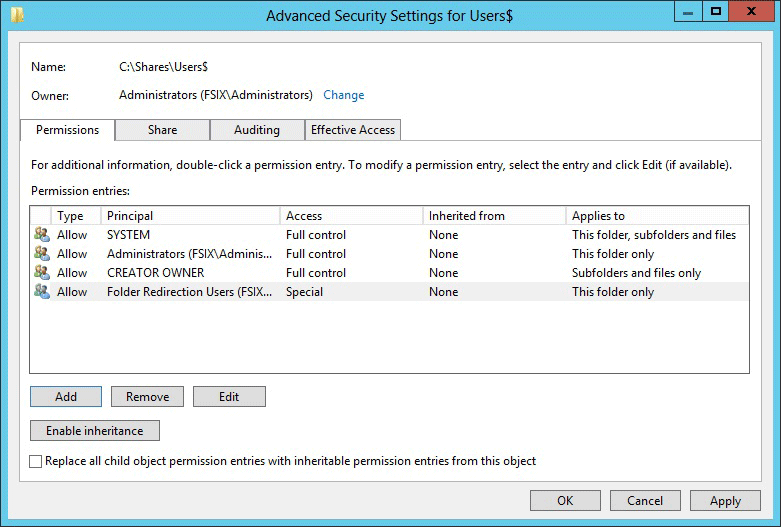 Advanced Security Settings for Users$
Name: C:\Shares\Users$
Owner: Administrators (FSIX\Administrators) Change
Permissions Share Auditing Effective Access
For additional information, double-click a permission entry. To modify a permission entry, select the entry and click Edit (if available).
Permission entries:
Type Principal Access Inherited from Applies to
Allow SYSTEM Full control None This folder, subfolders and files
Allow Administrators (FSIX\Adminis... Full control None This folder only
Allow CREATOR OWNER Full control None Subfolders and files only
Allow Folder Redirection Users (FSIX... Special None This folder only
Add Remove Edit
Enable inheritance
Replace all child object permission entries with inheritable permission entries from this object
OK Cancel Apply